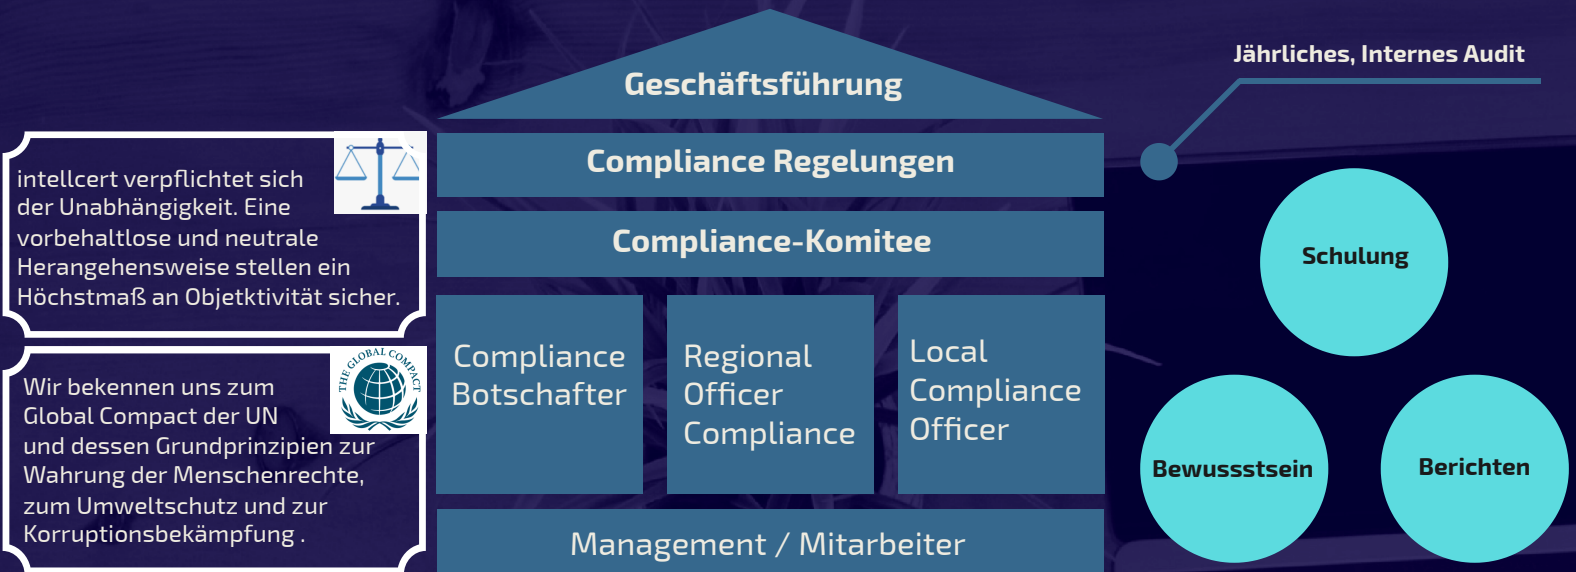 Geschäftsführung
Compliance Regelungen
Compliance-Komitee
Compliance
Botschafter
Regional
Officer
Compliance
Local
Compliance
Officer
Management / Mitarbeiter
intellcert verpflichtet sich
der Unabhängigkeit. Eine
vorbehaltlose und neutrale
Herangehensweise stellen ein
Höchstmaß an Objetktivität sicher.
THE GLOBAL COMPACT
Wir bekennen uns zum
Global Compact der UN
und dessen Grundprinzipien zur
Wahrung der Menschenrechte,
zum Umweltschutz und zur
Korruptionsbekämpfung .
Jährliches, Internes Audit
Schulung
Bewussstsein
Berichten